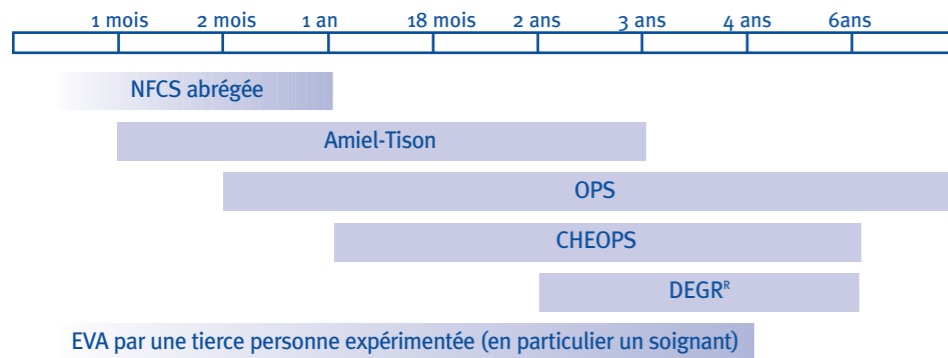 1 mois 2 mois 1 an 18 mois 2 ans 3 ans 4 ans 6ans
NFCS abrégée
Amiel-Tison
OPS
CHEOPS
DEGRᴿ
EVA par une tierce personne expérimentée (en particulier un soignant)